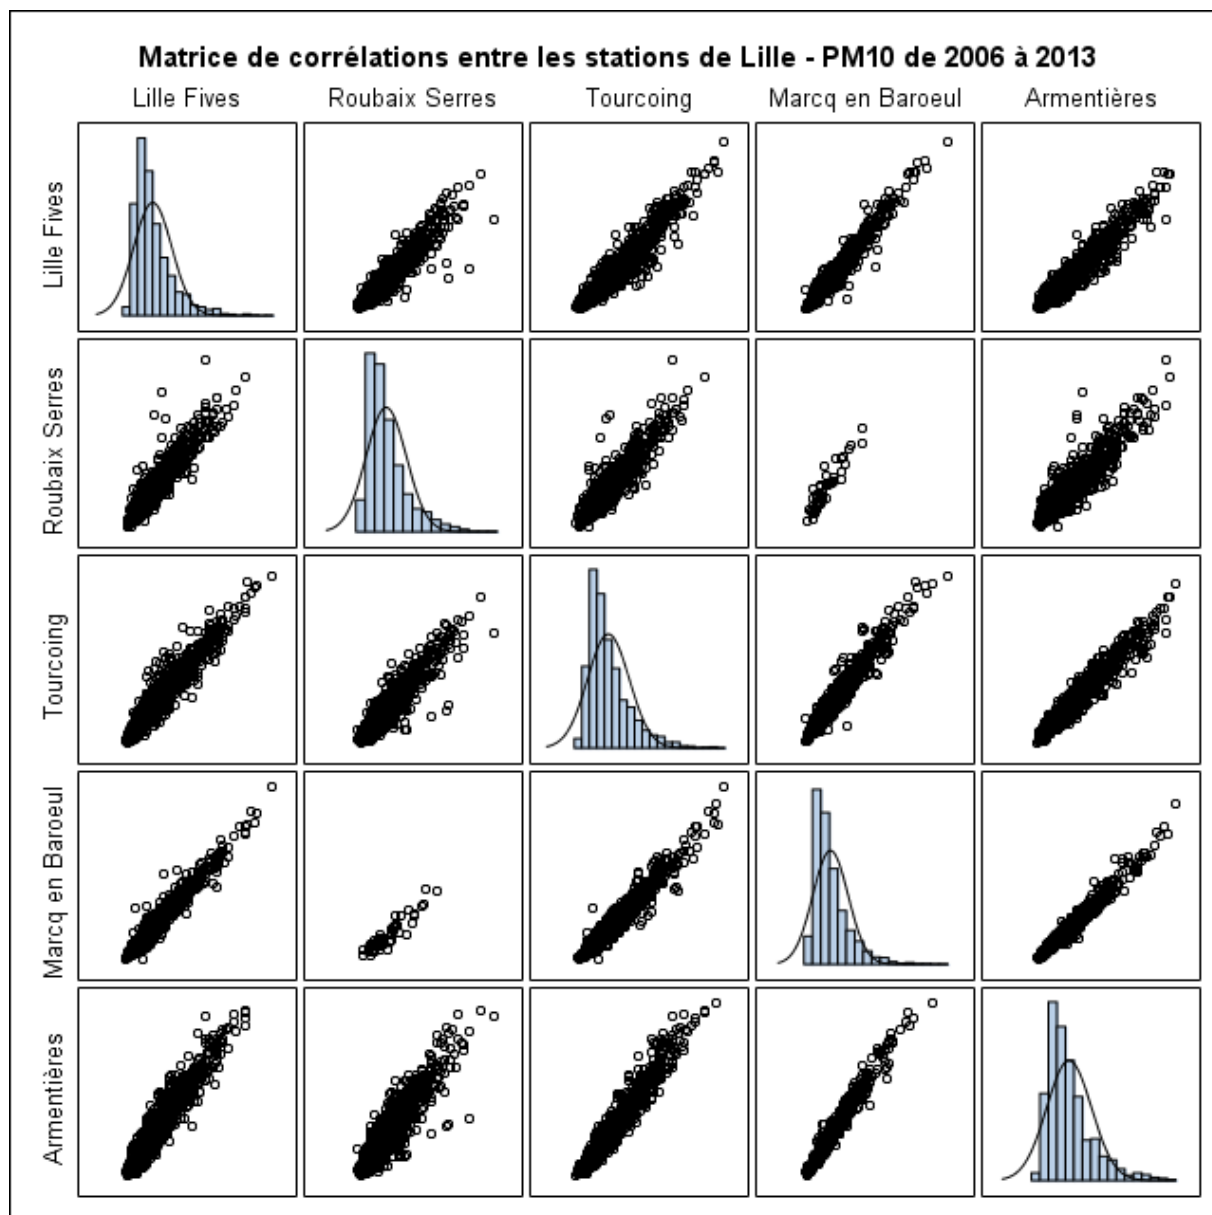 Matrice de corrélations entre les stations de Lille - PM10 de 2006 à 2013
Lille Fives
Roubaix Serres
Tourcoing
Marcq en Baroeul
Armentières
Lille Fives
Roubaix Serres
Tourcoing
Marcq en Baroeul
Armentières